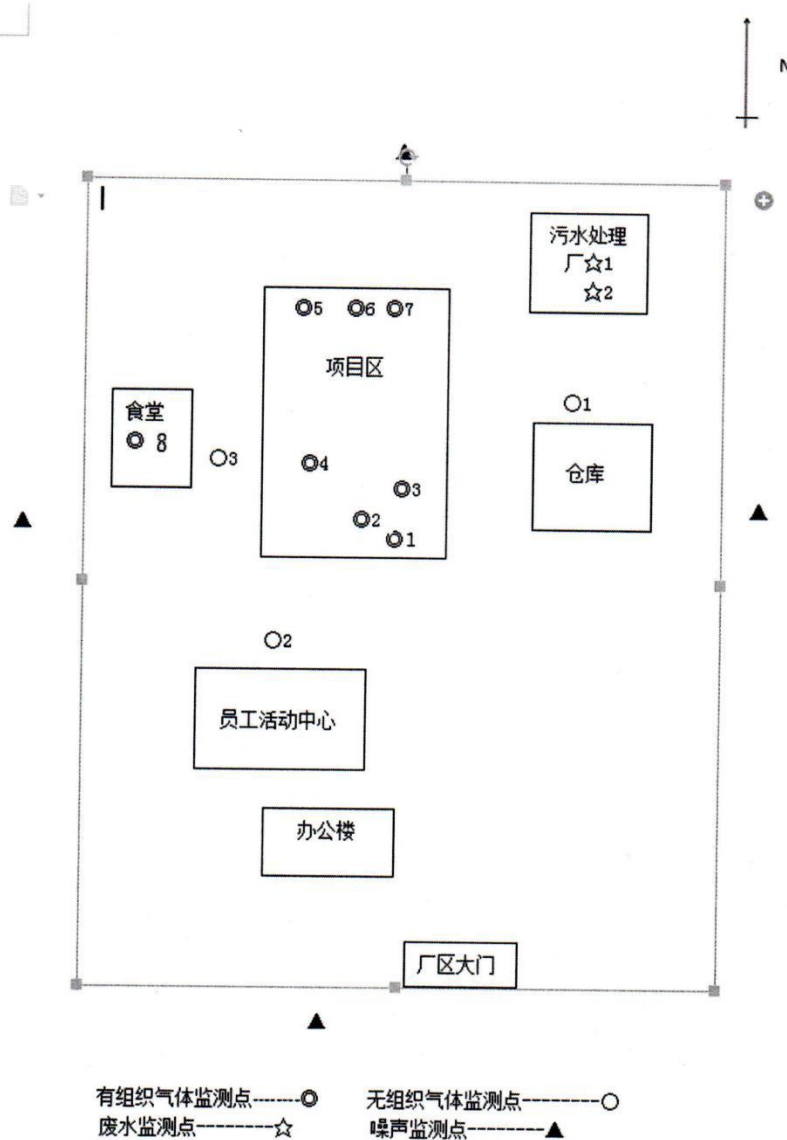 N
污水处理
厂☆1
☆2
◎5 ◎6 ◎7
项目区
食堂
◎ 8
○1
○3
◎4
仓库
◎3
◎2
◎1
○2
员工活动中心
办公楼
厂区大门
有组织气体监测点-------◎ 无组织气体监测点--------○
废水监测点--------☆ 噪声监测点--------▲